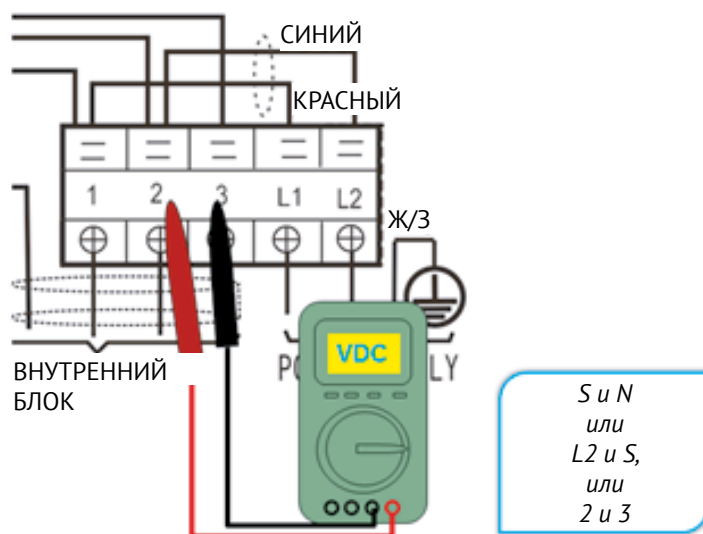 СИНИЙ
КРАСНЫЙ
1 2 3 L1 L2
Ж/З
VDC
ВНУТРЕННИЙ
БЛОК
S и N
или
L2 и S,
или
2 и 3